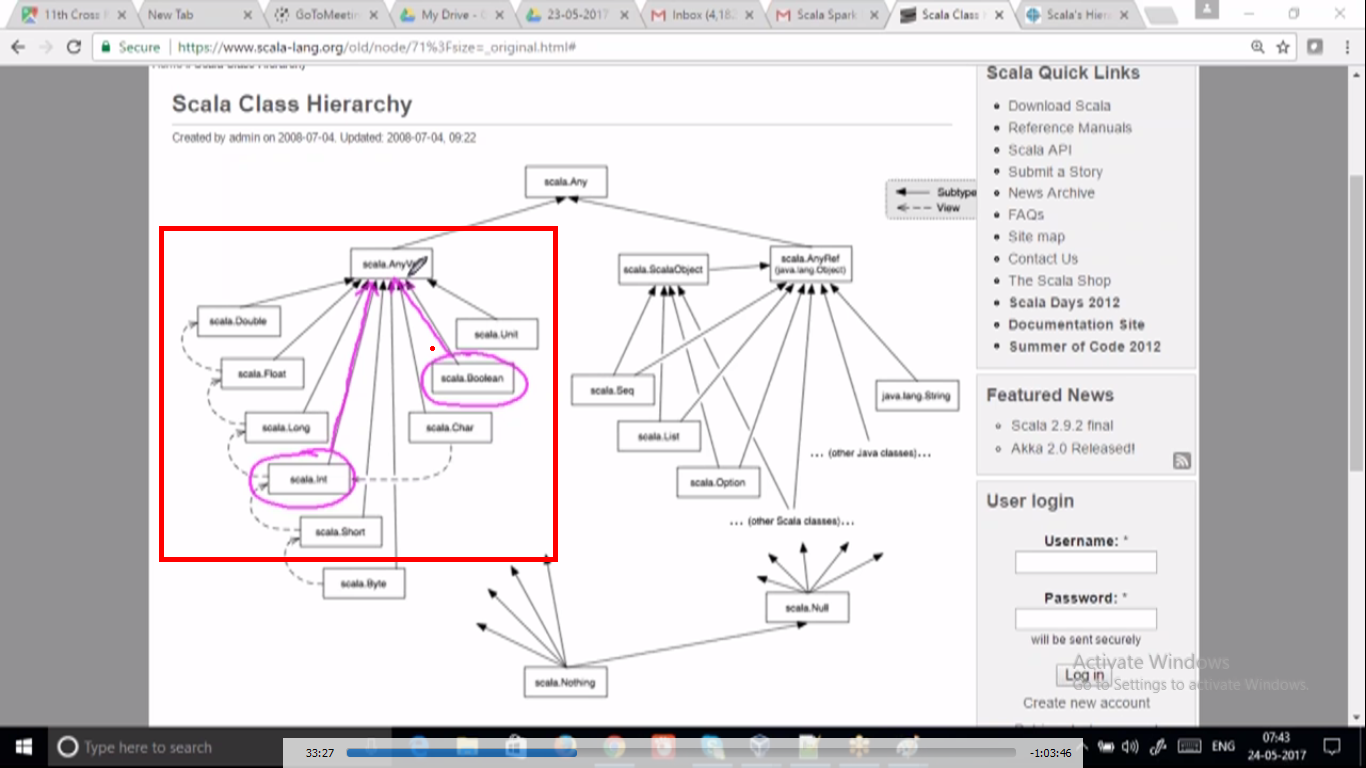 11th Cross
New Tab
GoToMeetin
My Drive -
23-05-2017
Inbox (4,18
Scala Spark
Scala Class
Scala's Hier
Secure
https://www.scala-lang.org/old/node/71%3Fsize=_original.html#
Scala Class Hierarchy
Created by admin on 2008-07-04. Updated: 2008-07-04, 09:22
scala.Any
Subtype
View
scala.AnyV
scala.ScalaObject
scala.AnyRef
(java.lang.Object)
scala.Double
scala.Unit
scala.Float
scala.Boolean
scala.Seq
java.lang.String
scala.Long
scala.Char
scala.List
... (other Java classes)...
scala.Int
scala.Option
... (other Scala classes)...
scala.Short
scala.Byte
scala.Null
scala.Nothing
Scala Quick Links
Download Scala
Reference Manuals
Scala API
Submit a Story
News Archive
FAQs
Site map
Contact Us
The Scala Shop
Scala Days 2012
Documentation Site
Summer of Code 2012
Featured News
Scala 2.9.2 final
Akka 2.0 Released!
User login
Username: *
Password: *
will be sent securely
Log in
Create new account
Activate Windows
Go to Settings to activate Windows.
Type here to search
33:27
-1:03:46
ENG
07:43
24-05-2017